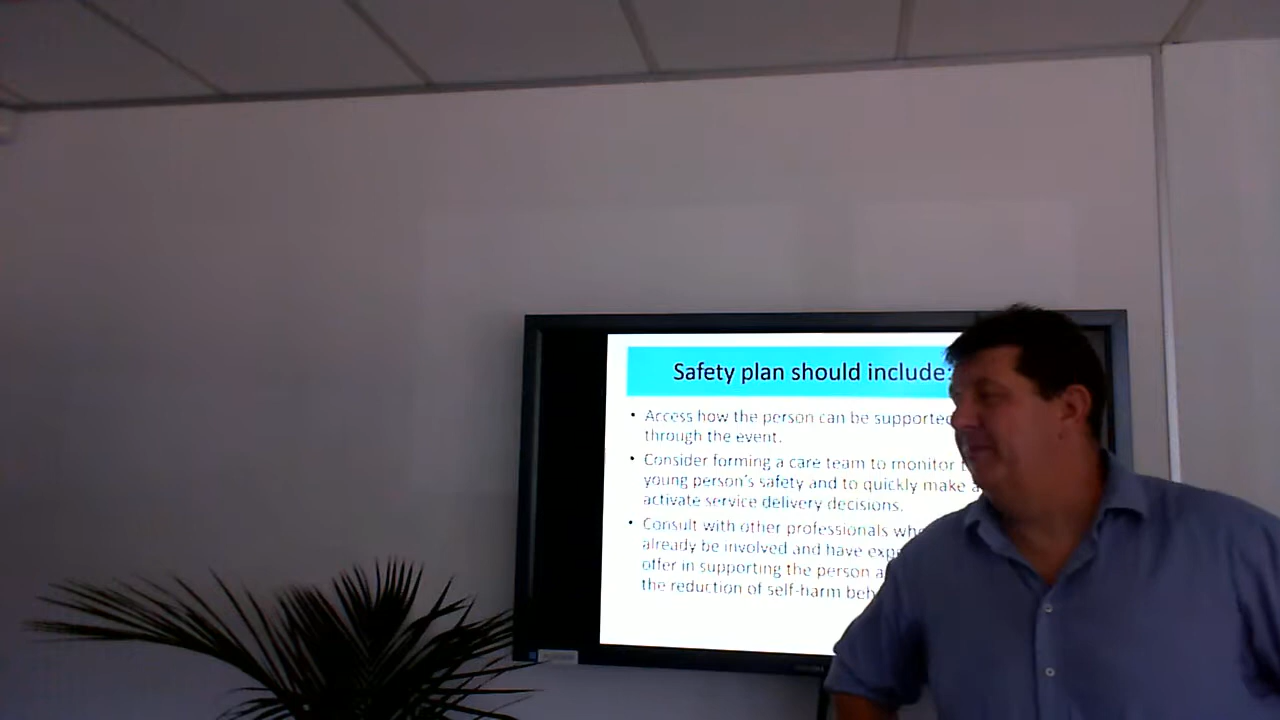 Safety plan should include:
• Access how the person can be supported
through the event.
• Consider forming a care team to monitor
young person's safety and to quickly make
activate service delivery decisions.
• Consult with other professionals
already be involved and have
offer in supporting the person
the reduction of self-harm